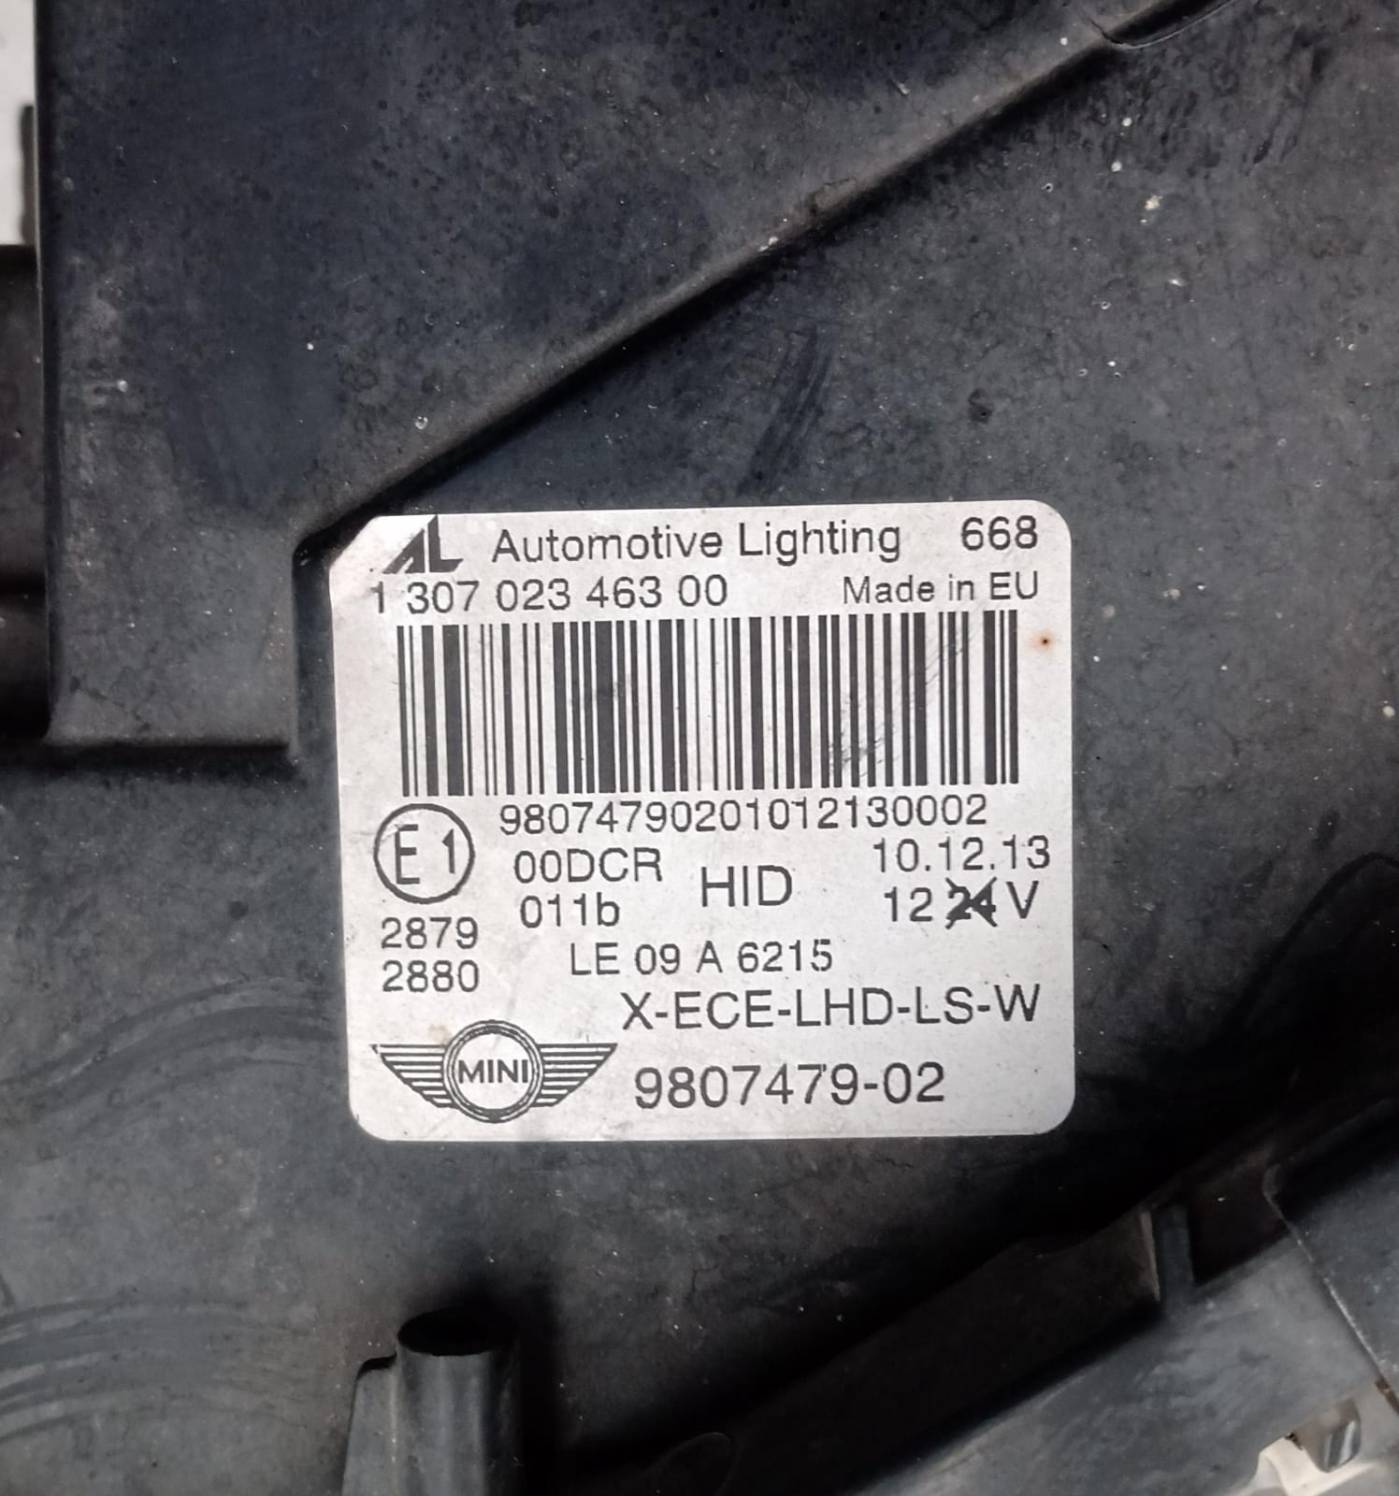 AL Automotive Lighting 668
1 307 023 463 00 Made in EU
98074790201012130002
E1 00DCR HID 10.12.13
011b 12 24 V
2879
2880 LE 09 A 6215
X-ECE-LHD-LS-W
MINI 9807479-02